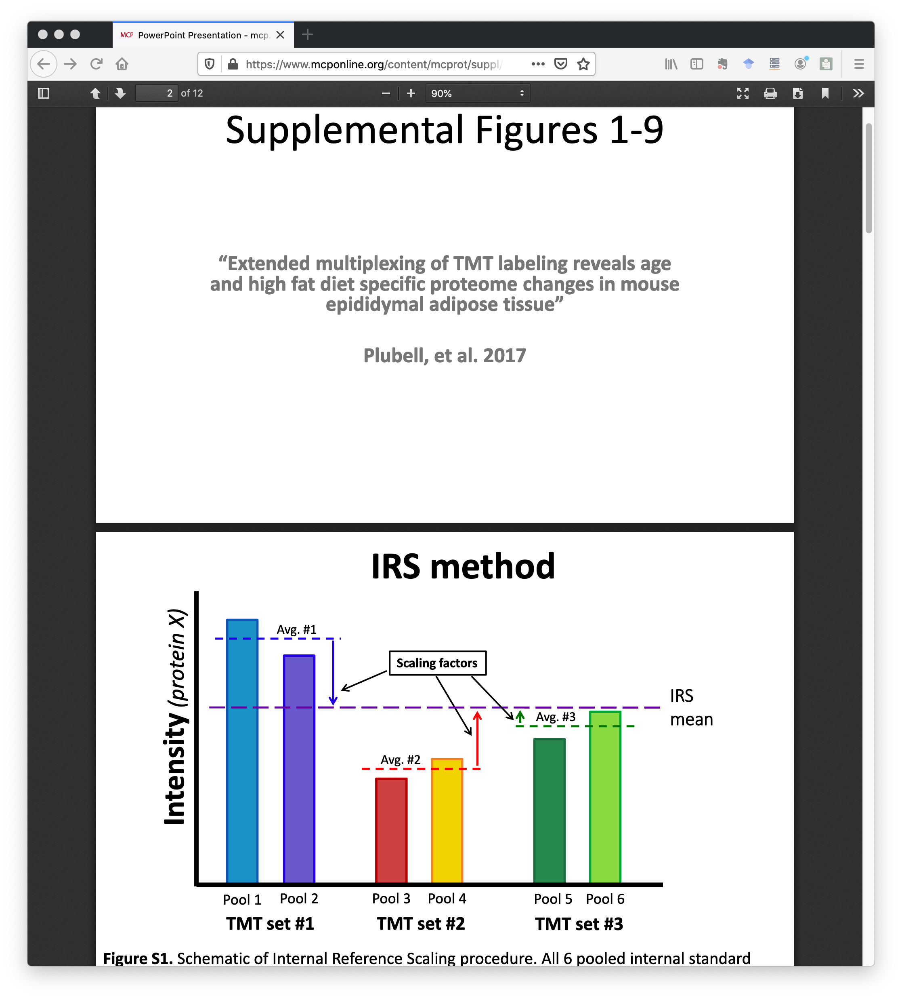 MCP PowerPoint Presentation - mcp.
https://www.mcponline.org/content/mcprot/suppl/
2 of 12
90%
Supplemental Figures 1-9
“Extended multiplexing of TMT labeling reveals age
and high fat diet specific proteome changes in mouse
epididymal adipose tissue”
Plubell, et al. 2017
IRS method
Intensity (protein X)
Avg. #1
Scaling factors
IRS
mean
Avg. #3
Avg. #2
Pool 1 Pool 2 Pool 3 Pool 4 Pool 5 Pool 6
TMT set #1 TMT set #2 TMT set #3
Figure S1. Schematic of Internal Reference Scaling procedure. All 6 pooled internal standard